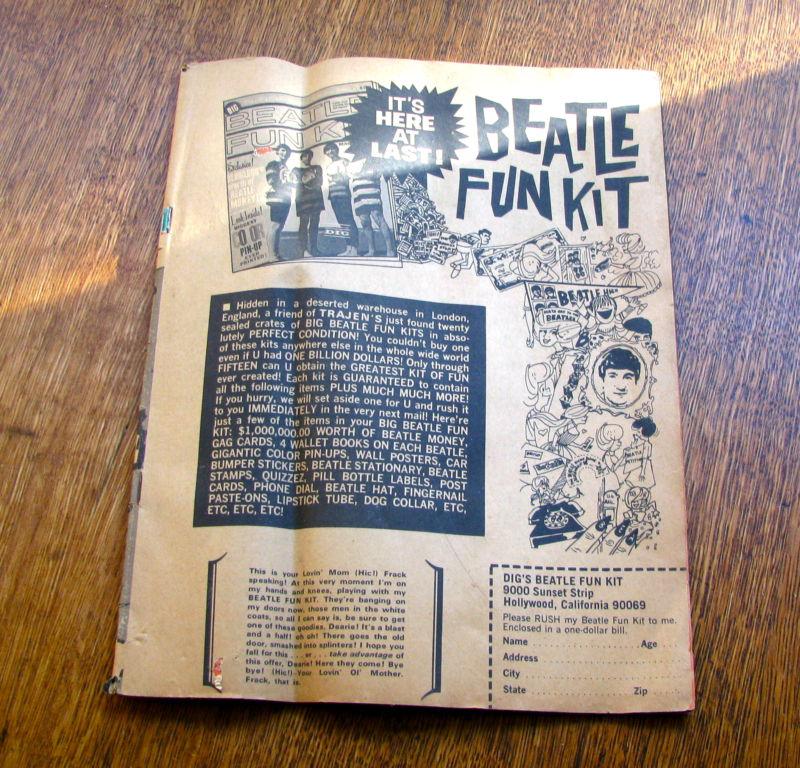 IT'S
HERE
AT
LAST!
BEATLE
FUN KIT
BIG
BEATLE
FUN K
Exclusive!
BEATLE
MONEY
Look Inside!
COLOR
PIN-UP
EVER
PRINTED!
DIG
BEATLE
BEATLES
■ Hidden in a deserted warehouse in London,
England, a friend of TRAJEN'S just found twenty
sealed crates of BIG BEATLE FUN KITS in abso-
lutely PERFECT CONDITION! You couldn't buy one
of these kits anywhere else in the whole wide world
even if U had ONE BILLION DOLLARS! Only through
FIFTEEN can U obtain the GREATEST KIT OF FUN
ever created! Each kit is GUARANTEED to contain
all the following items PLUS MUCH MUCH MORE!
If you hurry, we will set aside one for U and rush it
to you IMMEDIATELY in the very next mail! Here're
just a few of the items in your BIG BEATLE FUN
KIT: $1,000,000.00 WORTH OF BEATLE MONEY,
GAG CARDS, 4 WALLET BOOKS ON EACH BEATLE,
GIGANTIC COLOR PIN-UPS, WALL POSTERS, CAR
BUMPER STICKERS, BEATLE STATIONARY, BEATLE
STAMPS, QUIZZEZ, PILL BOTTLE LABELS, POST
CARDS, PHONE DIAL, BEATLE HAT, FINGERNAIL
PASTE-ONS, LIPSTICK TUBE, DOG COLLAR, ETC,
ETC, ETC, ETC!
This is your Lovin' Mom (Hic!) Frack
speaking! At this very moment I'm on
my hands and knees, playing with my
BEATLE FUN KIT. They're banging on
my doors now, those men in the white
coats, so all I can say is, be sure to get
one of these goodies, Dearie! It's a blast
and a half! oh oh! There goes the old
door, smashed into splinters! I hope you
fall for this . . . er . . . take advantage of
this offer, Dearie! Here they come! Bye
bye! (Hic!)-Your Lovin' Ol' Mother.
Frack, that is.
DIG'S BEATLE FUN KIT
9000 Sunset Strip
Hollywood, California 90069
Please RUSH my Beatle Fun Kit to me.
Enclosed in a one-dollar bill.
Name Age
Address
City
State Zip